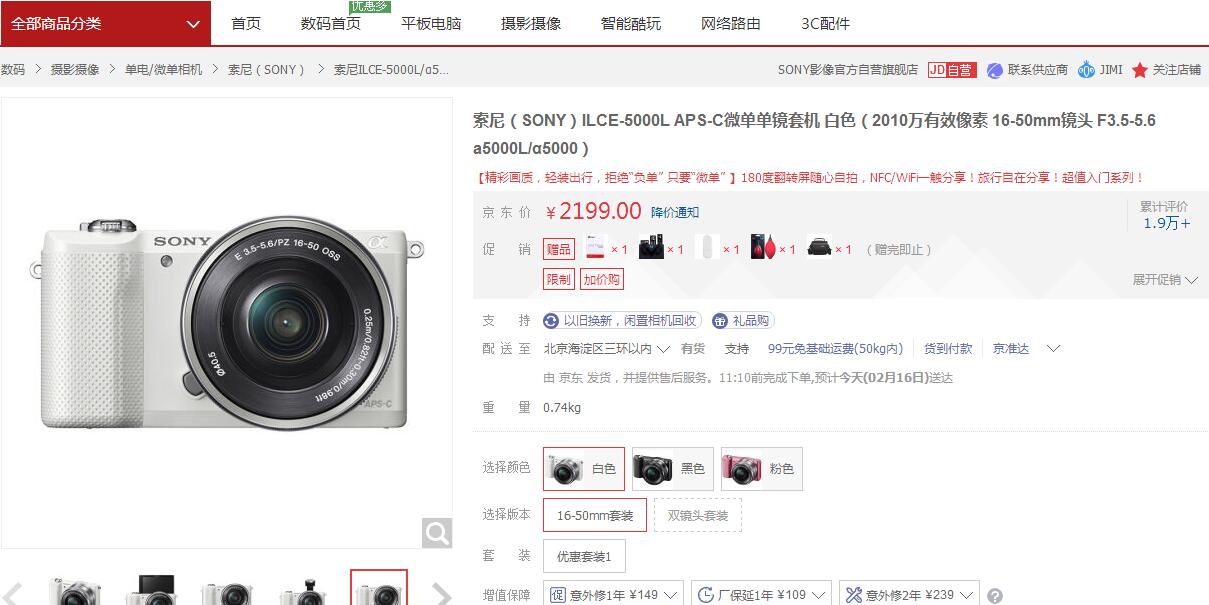 全部商品分类
首页
数码首页
优惠多
平板电脑
摄影摄像
智能酷玩
网络路由
3C配件
数码 > 摄影摄像 > 单电/微单相机 > 索尼（SONY） > 索尼ILCE-5000L/α5...
SONY影像官方自营旗舰店 JD自营 联系供应商 JIMI 关注店铺
索尼（SONY）ILCE-5000L APS-C微单单镜套机 白色（2010万有效像素 16-50mm镜头 F3.5-5.6
a5000L/α5000）
【精彩画质，轻装出行，拒绝“负单” 只要“微单” 】180度翻转屏随心自拍，NFC/WiFi一触分享！旅行自在分享！超值入门系列！
京东价 ￥2199.00 降价通知
累计评价
1.9万+
促销 赠品 ×1 ×1 ×1 ×1 ×1 （赠完即止）
限制 加价购
展开促销
支持 以旧换新，闲置相机回收 礼品购
配送至 北京海淀区三环以内 有货 支持 99元免基础运费(50kg内) 货到付款 京准达
由 京东 发货，并提供售后服务。11:10前完成下单,预计今天(02月16日)送达
重量 0.74kg
选择颜色 白色 黑色 粉色
选择版本 16-50mm套装 双镜头套装
套装 优惠套装1
增值保障 促 意外修1年 ¥149 厂保延1年 ¥109 意外修2年 ¥239 ?
SONY
α
E 3.5-5.6/PZ 16-50 OSS
0.25m/0.82ft-0.30m/0.98ft
Ø40.5
APS-C